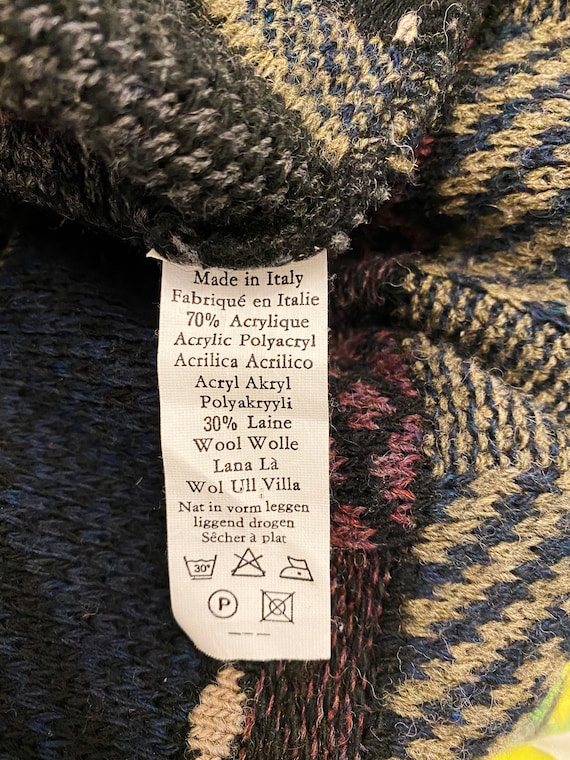 Made in Italy
Fabriqué en Italie
70% Acrylique
Acrylic Polyacryl
Acrilica Acrilico
Acryl Akryl
Polyakryyli
30% Laine
Wool Wolle
Lana Là
Wol Ull Villa
Nat in vorm leggen
liggend drogen
Sêcher à plat
30°
P